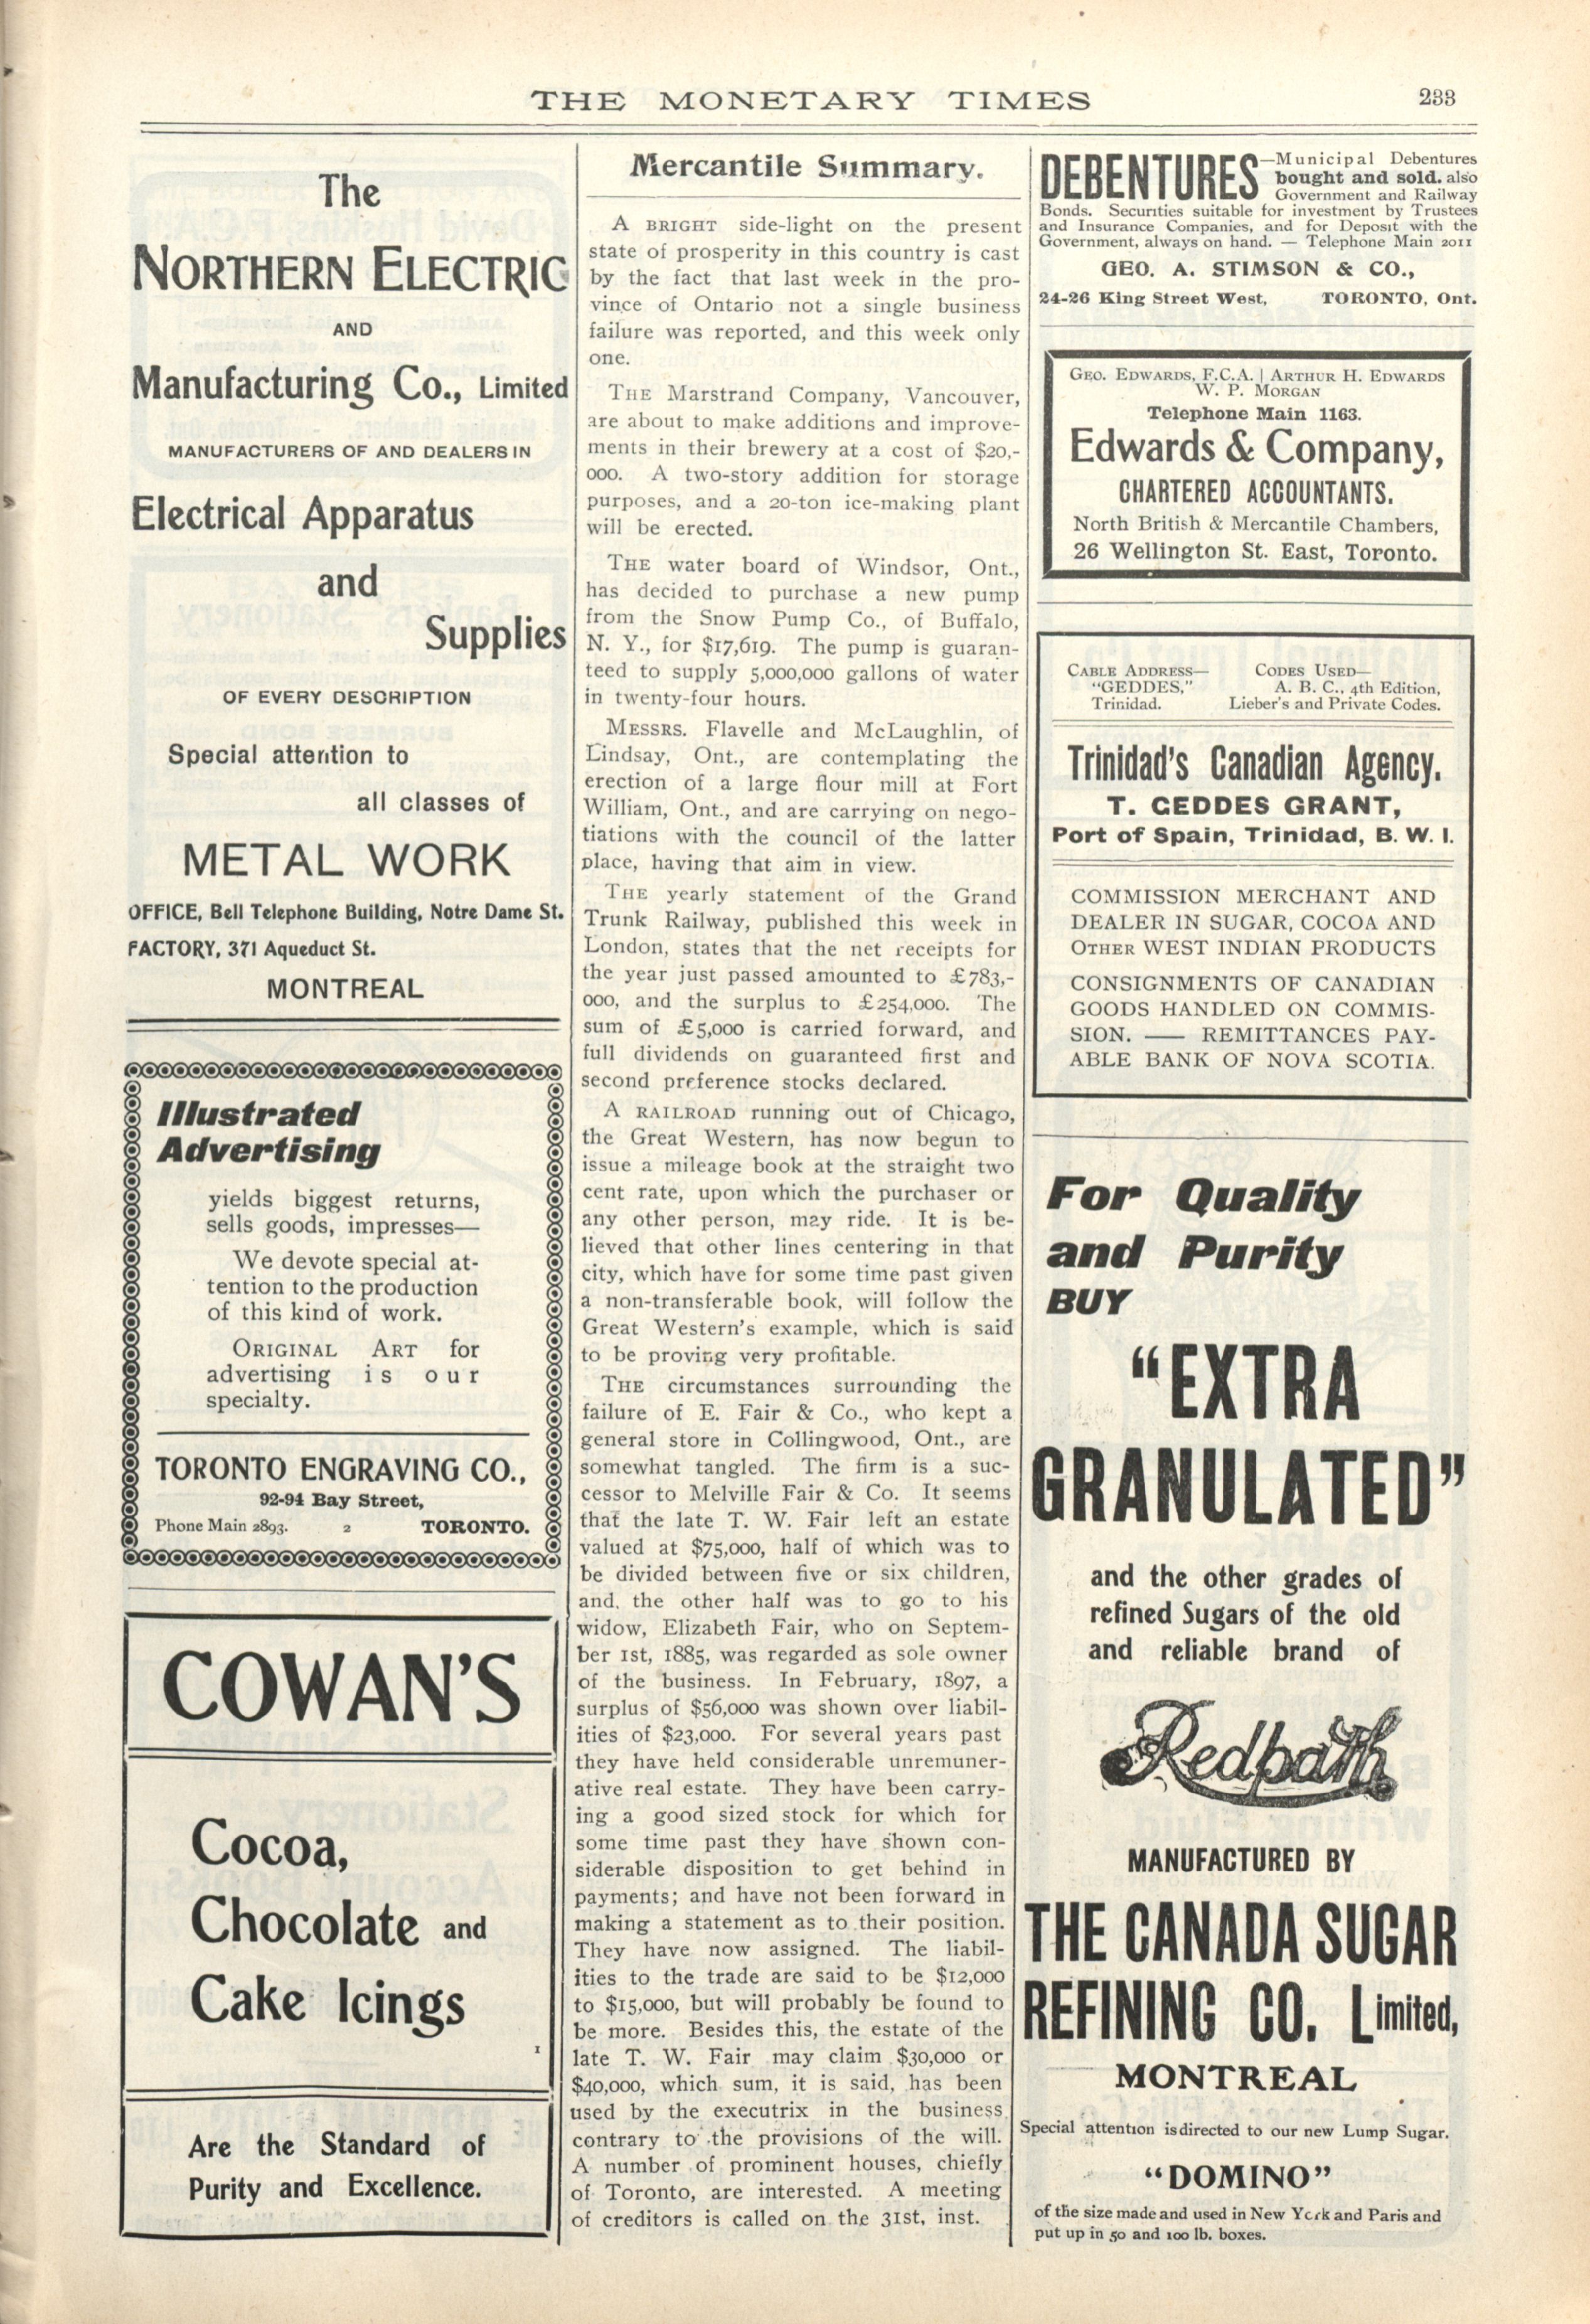 THE MONETARY TIMES
233
The
NORTHERN ELECTRIC
AND
Manufacturing Co., Limited
MANUFACTURERS OF AND DEALERS IN
Electrical Apparatus
and
Supplies
OF EVERY DESCRIPTION
Special attention to
all classes of
METAL WORK
OFFICE, Bell Telephone Building, Notre Dame St.
FACTORY, 371 Aqueduct St.
MONTREAL
Illustrated
Advertising
yields biggest returns,
sells goods, impresses—
We devote special at-
tention to the production
of this kind of work.
ORIGINAL ART for
advertising is our
specialty.
TORONTO ENGRAVING CO.,
92-94 Bay Street,
Phone Main 2893. 2 TORONTO.
COWAN'S
Cocoa,
Chocolate and
Cake Icings
1
Are the Standard of
Purity and Excellence.
Mercantile Summary.
A BRIGHT side-light on the present
state of prosperity in this country is cast
by the fact that last week in the pro-
vince of Ontario not a single business
failure was reported, and this week only
one.
THE Marstrand Company, Vancouver,
are about to make additions and improve-
ments in their brewery at a cost of $20,-
000. A two-story addition for storage
purposes, and a 20-ton ice-making plant
will be erected.
THE water board of Windsor, Ont.,
has decided to purchase a new pump
from the Snow Pump Co., of Buffalo,
N. Y., for $17,619. The pump is guaran-
teed to supply 5,000,000 gallons of water
in twenty-four hours.
MESSRS. Flavelle and McLaughlin, of
Lindsay, Ont., are contemplating the
erection of a large flour mill at Fort
William, Ont., and are carrying on nego-
tiations with the council of the latter
place, having that aim in view.
THE yearly statement of the Grand
Trunk Railway, published this week in
London, states that the net receipts for
the year just passed amounted to £783,-
000, and the surplus to £254,000. The
sum of £5,000 is carried forward, and
full dividends on guaranteed first and
second preference stocks declared.
A RAILROAD running out of Chicago,
the Great Western, has now begun to
issue a mileage book at the straight two
cent rate, upon which the purchaser or
any other person, may ride. It is be-
lieved that other lines centering in that
city, which have for some time past given
a non-transferable book, will follow the
Great Western's example, which is said
to be proving very profitable.
THE circumstances surrounding the
failure of E. Fair & Co., who kept a
general store in Collingwood, Ont., are
somewhat tangled. The firm is a suc-
cessor to Melville Fair & Co. It seems
that the late T. W. Fair left an estate
valued at $75,000, half of which was to
be divided between five or six children,
and, the other half was to go to his
widow, Elizabeth Fair, who on Septem-
ber 1st, 1885, was regarded as sole owner
of the business. In February, 1897, a
surplus of $56,000 was shown over liabil-
ities of $23,000. For several years past
they have held considerable unremuner-
ative real estate. They have been carry-
ing a good sized stock for which for
some time past they have shown con-
siderable disposition to get behind in
payments; and have not been forward in
making a statement as to their position.
They have now assigned. The liabil-
ities to the trade are said to be $12,000
to $15,000, but will probably be found to
be more. Besides this, the estate of the
late T. W. Fair may claim $30,000 or
$40,000, which sum, it is said, has been
used by the executrix in the business
contrary to the provisions of the will.
A number of prominent houses, chiefly
of Toronto, are interested. A meeting
of creditors is called on the 31st, inst.
DEBENTURES—Municipal Debentures
bought and sold. also
Government and Railway
Bonds. Securities suitable for investment by Trustees
and Insurance Companies, and for Deposit with the
Government, always on hand. — Telephone Main 2011
GEO. A. STIMSON & CO.,
24-26 King Street West, TORONTO, Ont.
GEO. EDWARDS, F.C.A. | ARTHUR H. EDWARDS
W. P. MORGAN
Telephone Main 1163.
Edwards & Company,
CHARTERED ACCOUNTANTS.
North British & Mercantile Chambers,
26 Wellington St. East, Toronto.
CABLE ADDRESS— CODES USED—
"GEDDES," A. B. C., 4th Edition,
Trinidad. Lieber's and Private Codes.
Trinidad's Canadian Agency.
T. GEDDES GRANT,
Port of Spain, Trinidad, B. W. I.
COMMISSION MERCHANT AND
DEALER IN SUGAR, COCOA AND
OTHER WEST INDIAN PRODUCTS
CONSIGNMENTS OF CANADIAN
GOODS HANDLED ON COMMIS-
SION. — REMITTANCES PAY-
ABLE BANK OF NOVA SCOTIA.
For Quality
and Purity
BUY
"EXTRA
GRANULATED"
and the other grades of
refined Sugars of the old
and reliable brand of
Redpath
MANUFACTURED BY
THE CANADA SUGAR
REFINING CO. Limited,
MONTREAL
Special attention is directed to our new Lump Sugar.
"DOMINO"
of the size made and used in New York and Paris and
put up in 50 and 100 lb. boxes.